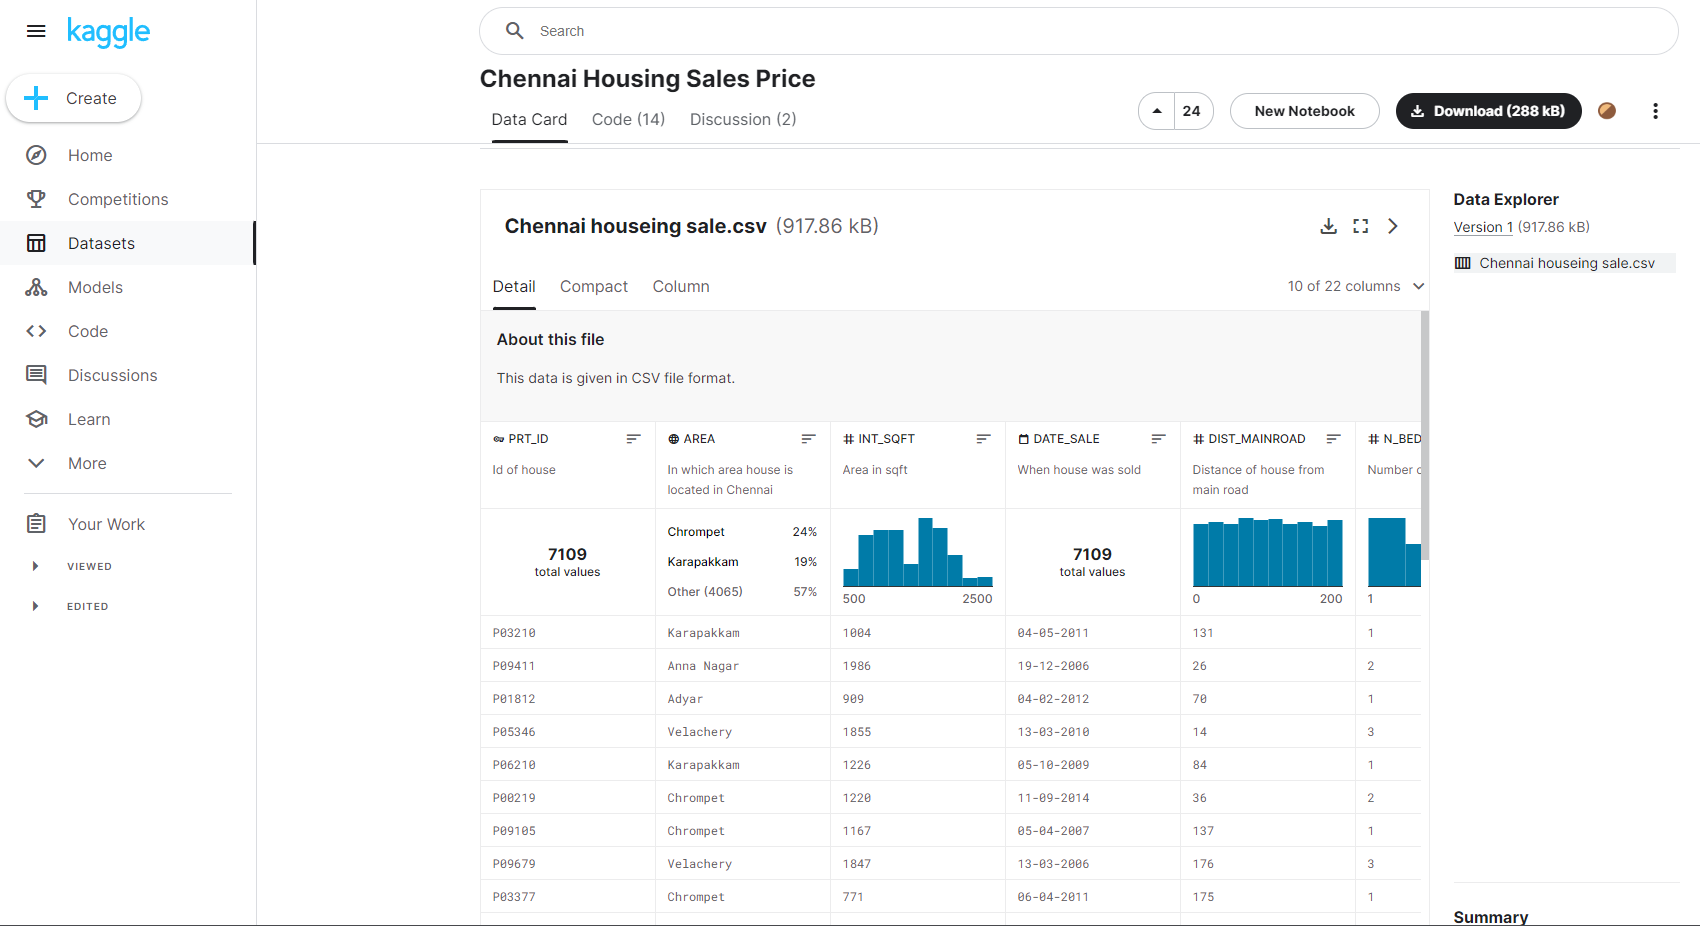 kaggle
Search
Create
Home
Competitions
Datasets
Models
Code
Discussions
Learn
More
Your Work
VIEWED
EDITED
Chennai Housing Sales Price
Data Card Code (14) Discussion (2)
24 New Notebook Download (288 kB)
Chennai houseing sale.csv (917.86 kB)
Detail Compact Column 10 of 22 columns
About this file
This data is given in CSV file format.
PRT_ID AREA INT_SQFT DATE_SALE DIST_MAINROAD N_BED
Id of house In which area house is located in Chennai Area in sqft When house was sold Distance of house from main road Number
7109 total values
Chrompet 24%
Karapakkam 19%
Other (4065) 57%
500 2500
7109 total values
0 200
1
P03210 Karapakkam 1004 04-05-2011 131 1
P09411 Anna Nagar 1986 19-12-2006 26 2
P01812 Adyar 909 04-02-2012 70 1
P05346 Velachery 1855 13-03-2010 14 3
P06210 Karapakkam 1226 05-10-2009 84 1
P00219 Chrompet 1220 11-09-2014 36 2
P09105 Chrompet 1167 05-04-2007 137 1
P09679 Velachery 1847 13-03-2006 176 3
P03377 Chrompet 771 06-04-2011 175 1
Data Explorer
Version 1 (917.86 kB)
Chennai houseing sale.csv
Summary